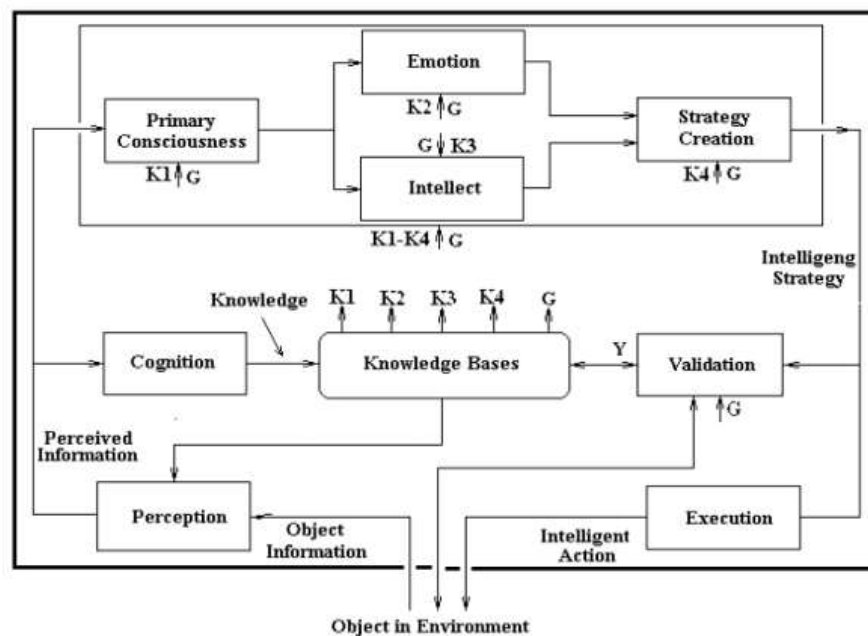 Emotion
Primary
Consciousness
K2 G
G K3
Strategy
Creation
K1 G
Intellect
K4 G
K1-K4 G
Intelligeng
Strategy
Knowledge
K1 K2 K3 K4 G
Cognition
Knowledge Bases
Y
Validation
G
Perceived
Information
Perception
Object
Information
Intelligent
Action
Execution
Object in Environment